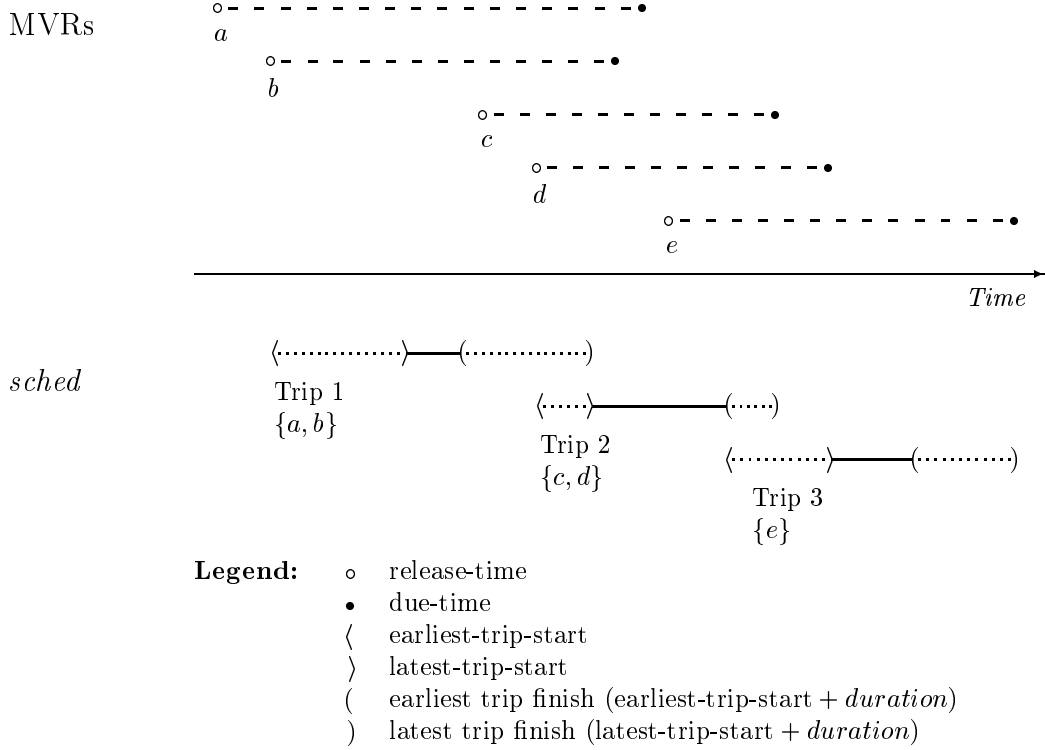 MVRs
a
b
c
d
e
Time
sched
Trip 1
{a, b}
Trip 2
{c, d}
Trip 3
{e}
Legend:
∘ release-time
• due-time
⟨ earliest-trip-start
⟩ latest-trip-start
( earliest trip finish (earliest-trip-start + duration)
) latest trip finish (latest-trip-start + duration)